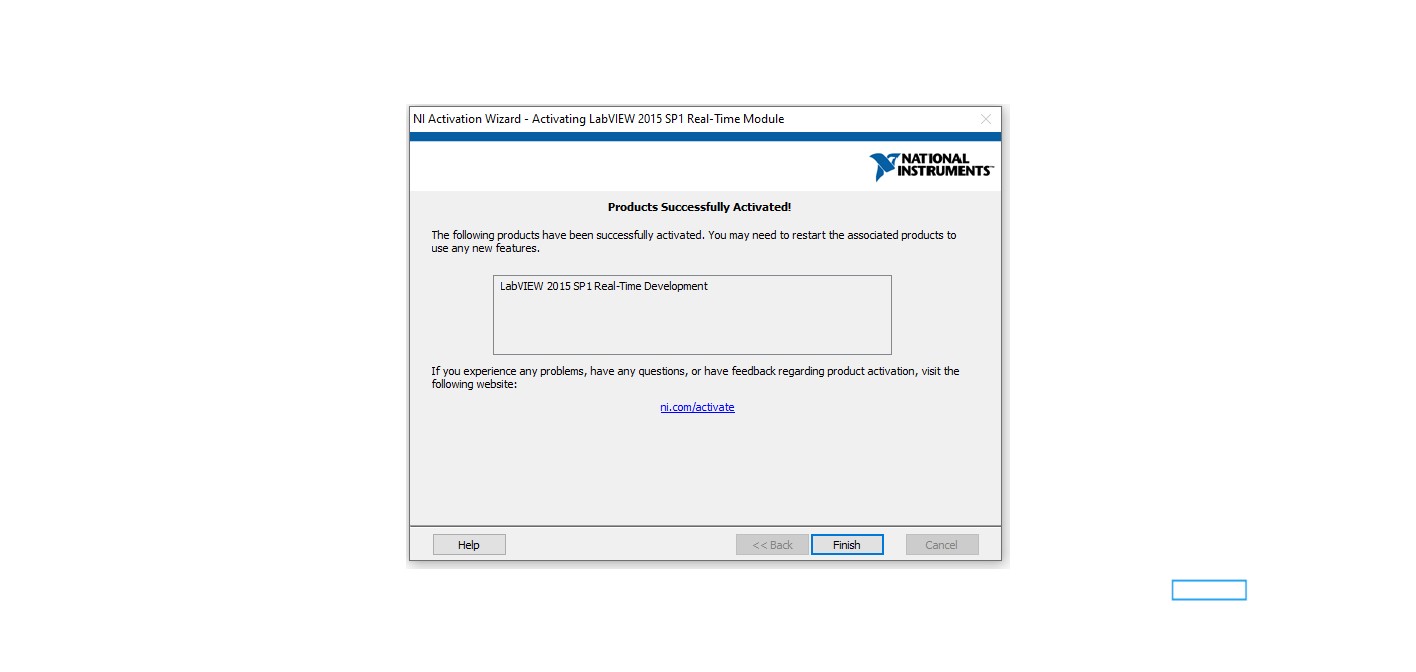 NI Activation Wizard - Activating LabVIEW 2015 SP1 Real-Time Module
NATIONAL
INSTRUMENTS™
Products Successfully Activated!
The following products have been successfully activated. You may need to restart the associated products to
use any new features.
LabVIEW 2015 SP1 Real-Time Development
If you experience any problems, have any questions, or have feedback regarding product activation, visit the
following website:
ni.com/activate
Help
<< Back
Finish
Cancel